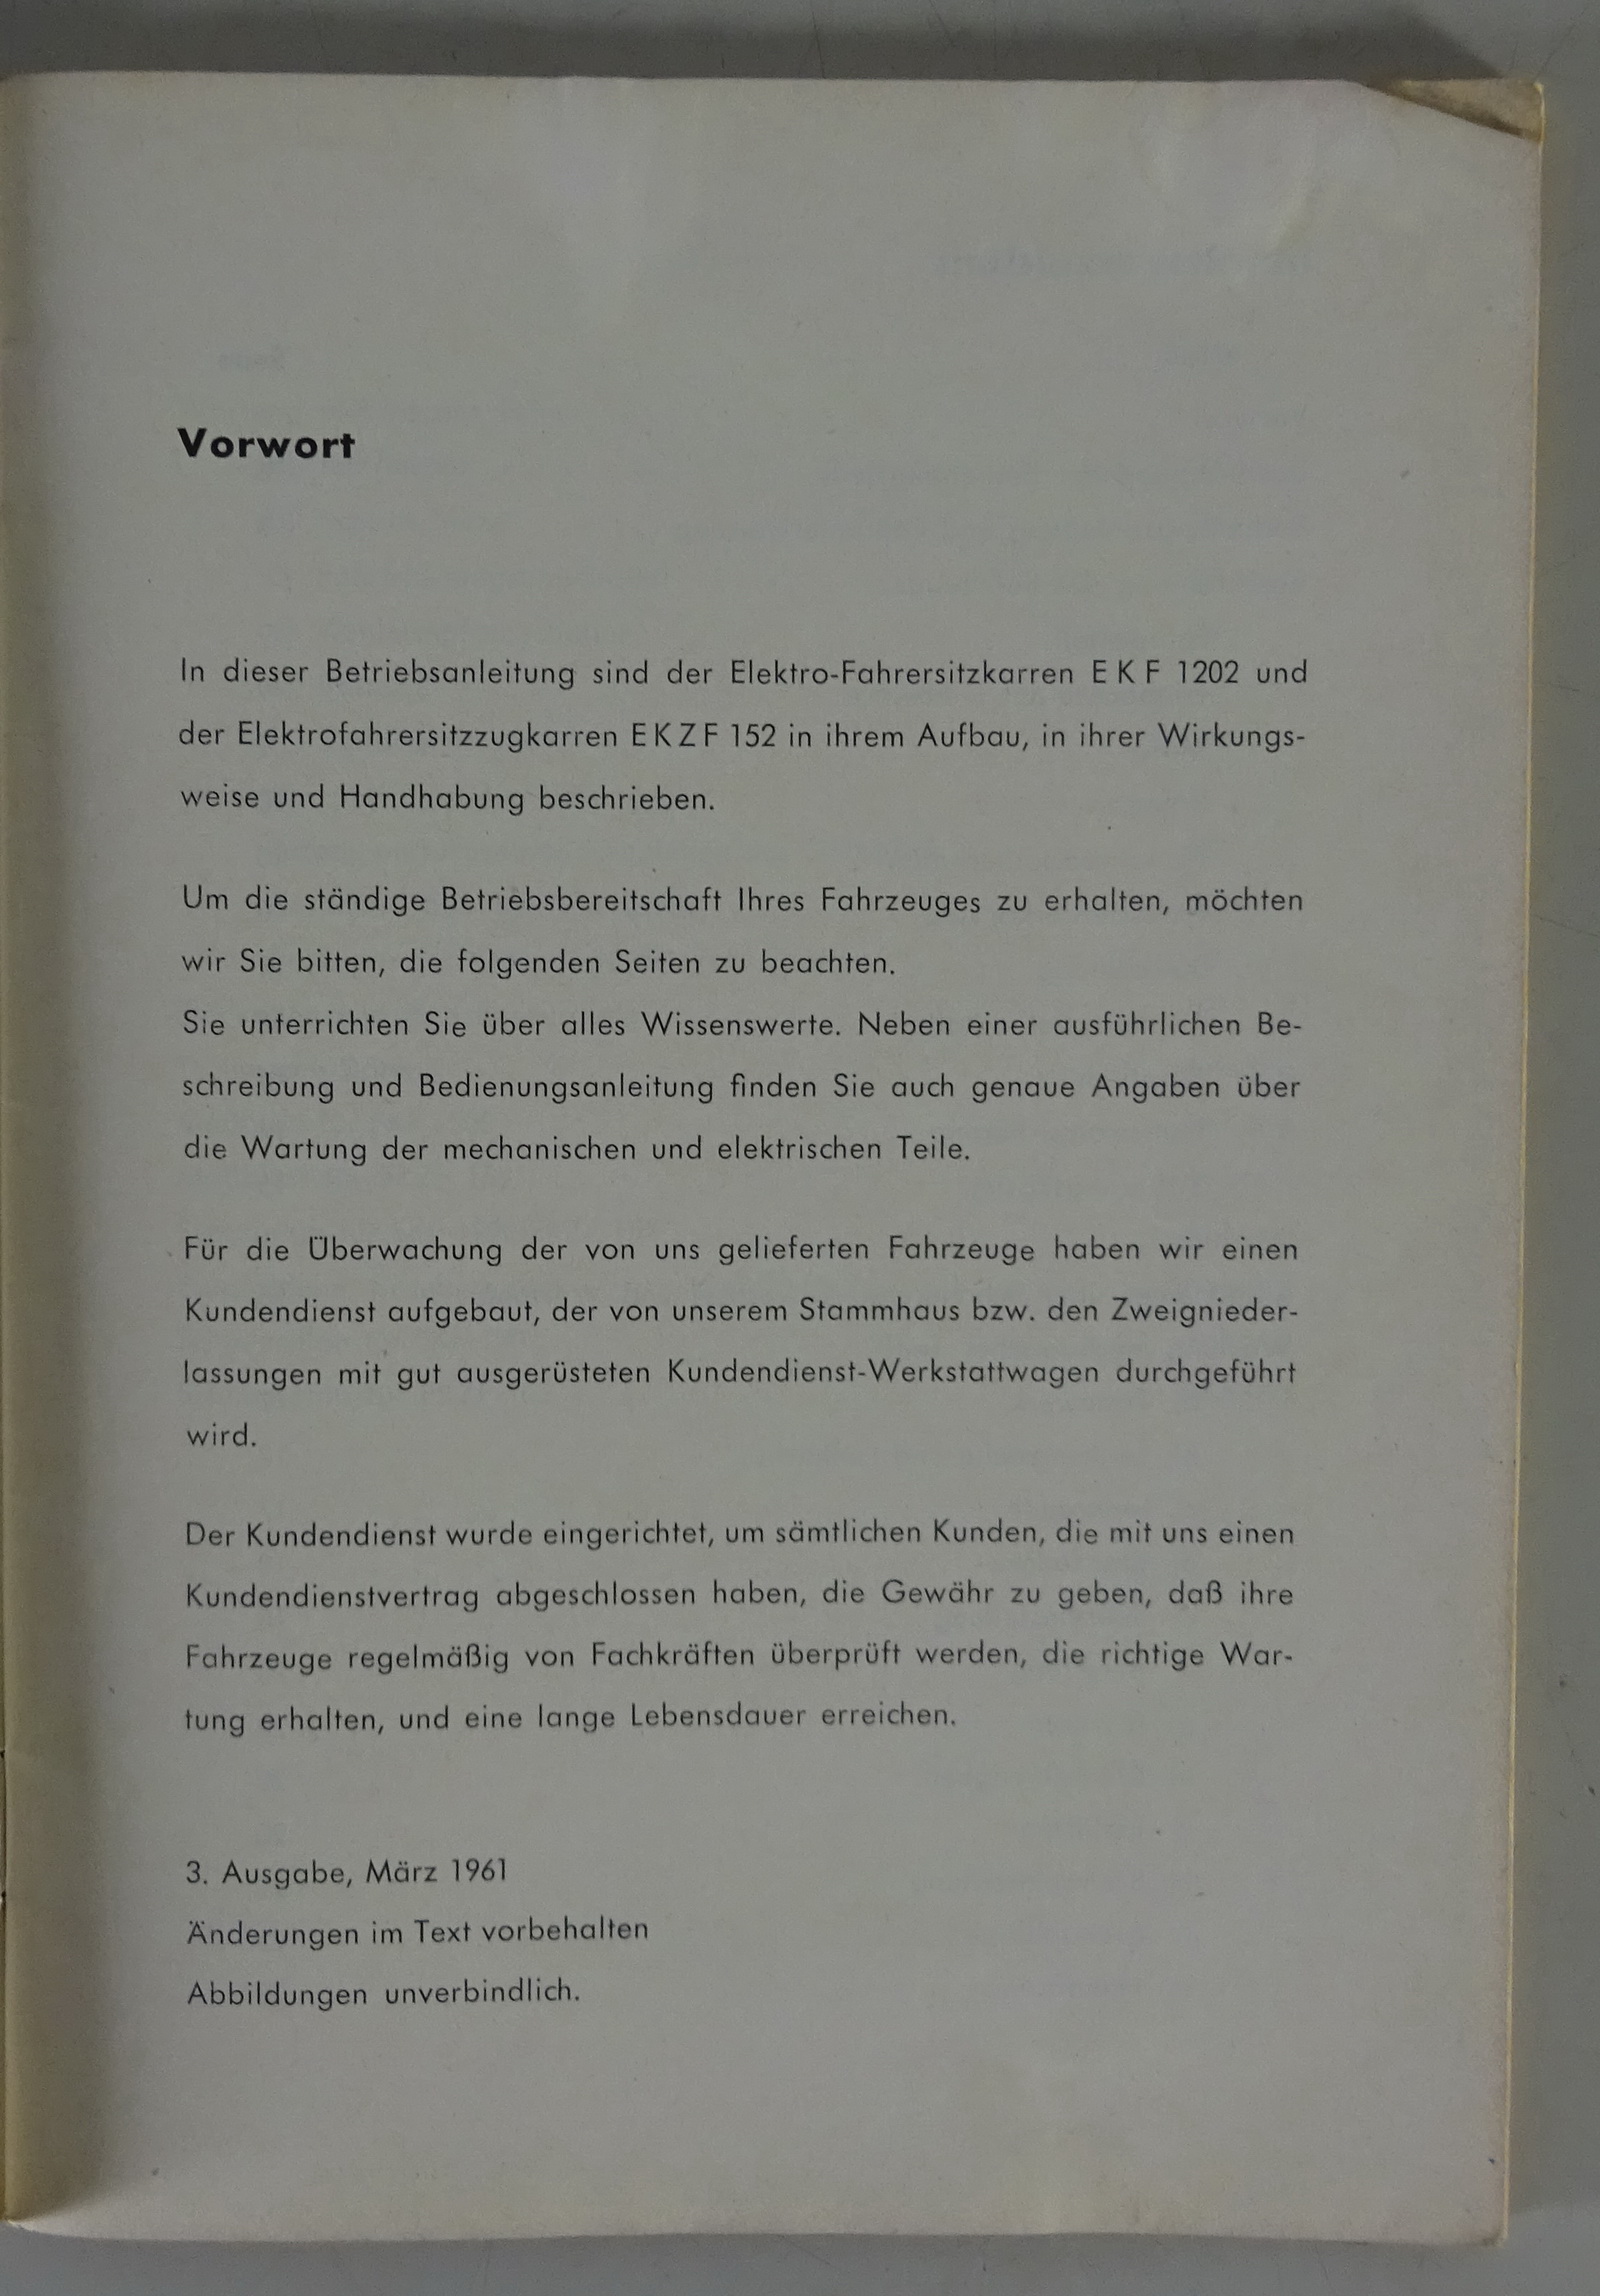 Vorwort
In dieser Betriebsanleitung sind der Elektro-Fahrersitzkarren E K F 1202 und
der Elektrofahrersitzzugkarren E K Z F 152 in ihrem Aufbau, in ihrer Wirkungs-
weise und Handhabung beschrieben.
Um die ständige Betriebsbereitschaft Ihres Fahrzeuges zu erhalten, möchten
wir Sie bitten, die folgenden Seiten zu beachten.
Sie unterrichten Sie über alles Wissenswerte. Neben einer ausführlichen Be-
schreibung und Bedienungsanleitung finden Sie auch genaue Angaben über
die Wartung der mechanischen und elektrischen Teile.
Für die Überwachung der von uns gelieferten Fahrzeuge haben wir einen
Kundendienst aufgebaut, der von unserem Stammhaus bzw. den Zweignieder-
lassungen mit gut ausgerüsteten Kundendienst-Werkstattwagen durchgeführt
wird.
Der Kundendienst wurde eingerichtet, um sämtlichen Kunden, die mit uns einen
Kundendienstvertrag abgeschlossen haben, die Gewähr zu geben, daß ihre
Fahrzeuge regelmäßig von Fachkräften überprüft werden, die richtige War-
tung erhalten, und eine lange Lebensdauer erreichen.
3. Ausgabe, März 1961
Änderungen im Text vorbehalten
Abbildungen unverbindlich.